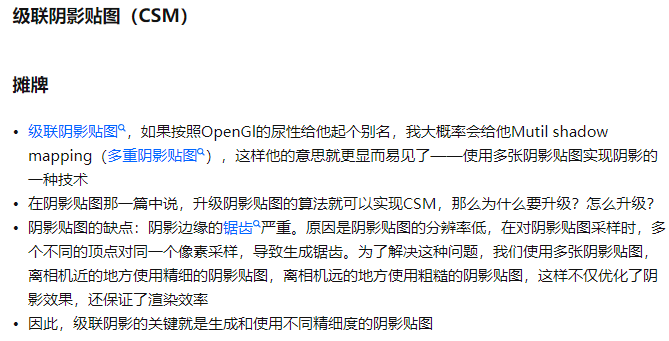 级联阴影贴图（CSM）
摊牌
• 级联阴影贴图，如果按照OpenGl的尿性给他起个别名，我大概率会给他Mutil shadow
mapping（多重阴影贴图），这样他的意思就更显而易见了——使用多张阴影贴图实现阴影的
一种技术
• 在阴影贴图那一篇中说，升级阴影贴图的算法就可以实现CSM，那么为什么要升级？怎么升级？
• 阴影贴图的缺点：阴影边缘的锯齿严重。原因是阴影贴图的分辨率低，在对阴影贴图采样时，多
个不同的顶点对同一个像素采样，导致生成锯齿。为了解决这种问题，我们使用多张阴影贴图，
离相机近的地方使用精细的阴影贴图，离相机远的地方使用粗糙的阴影贴图，这样不仅优化了阴
影效果，还保证了渲染效率
• 因此，级联阴影的关键就是生成和使用不同精细度的阴影贴图